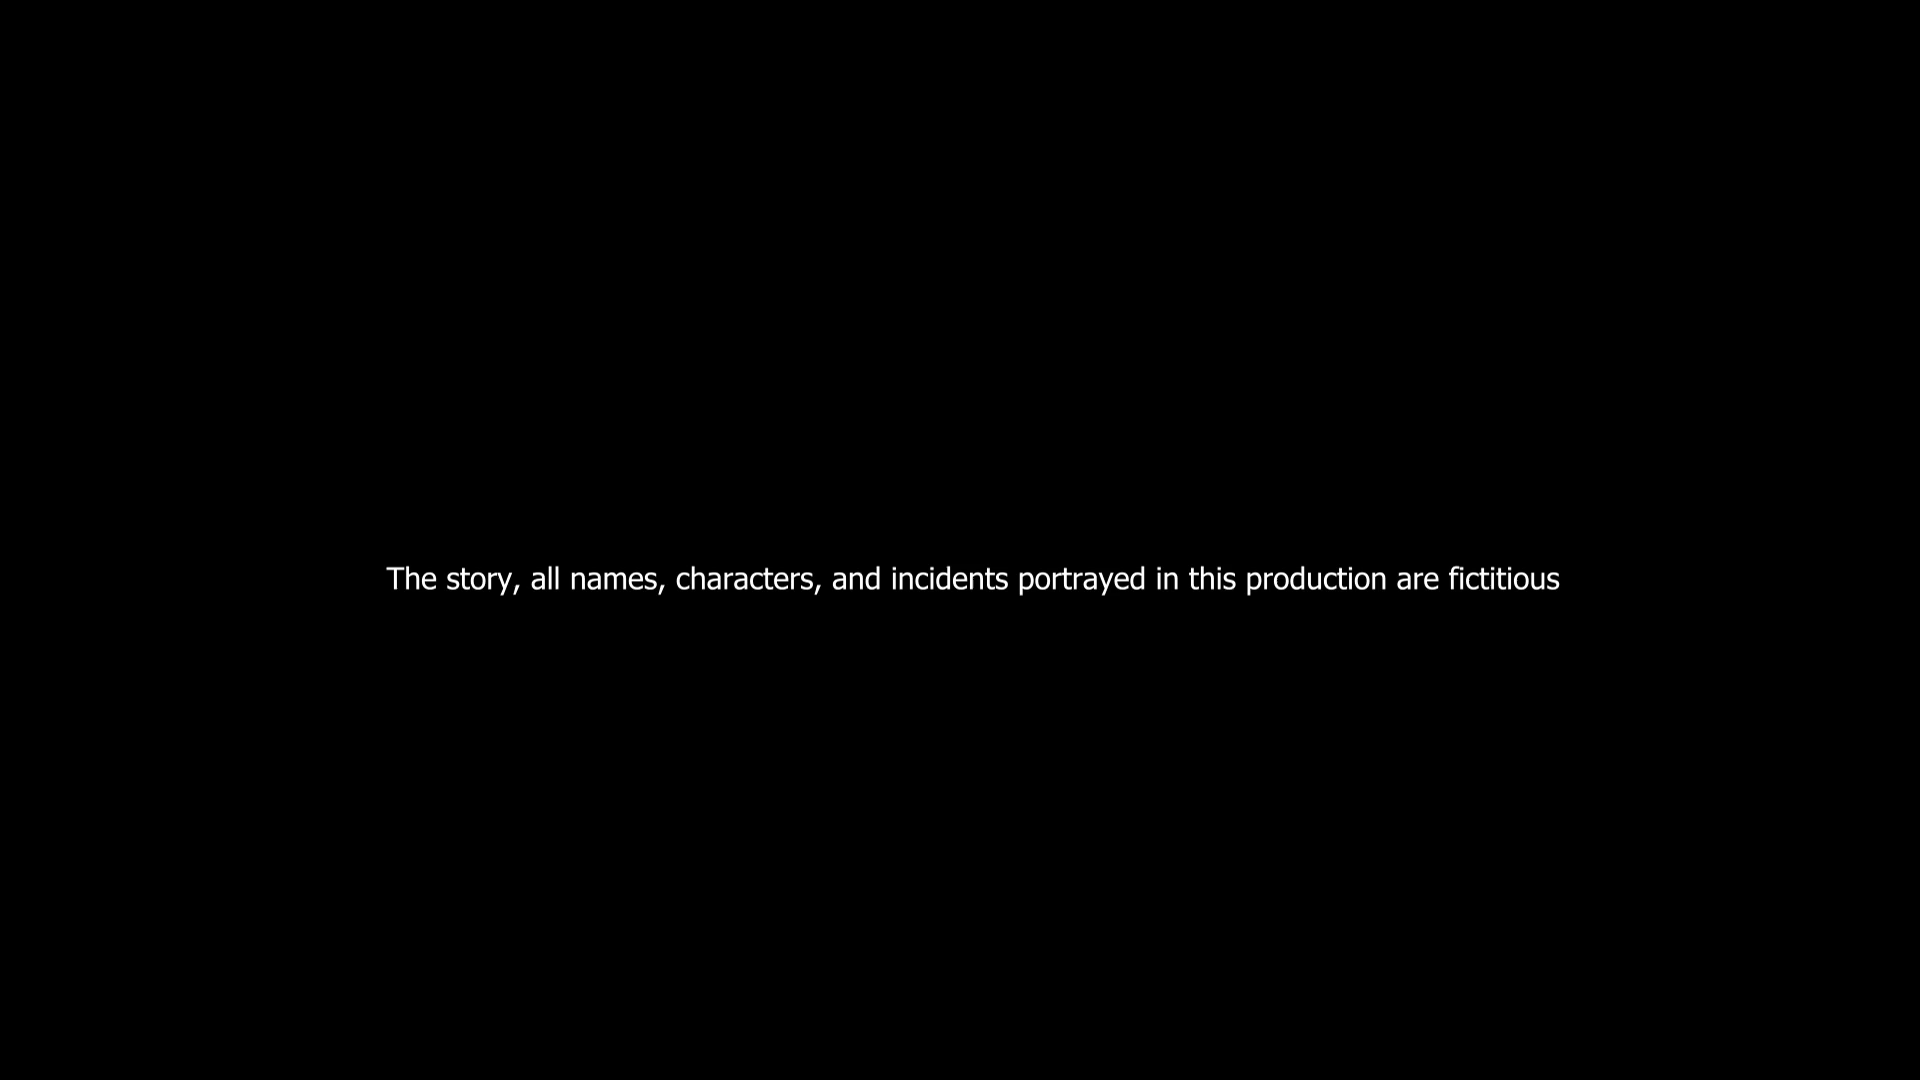 The story, all names, characters, and incidents portrayed in this production are fictitious